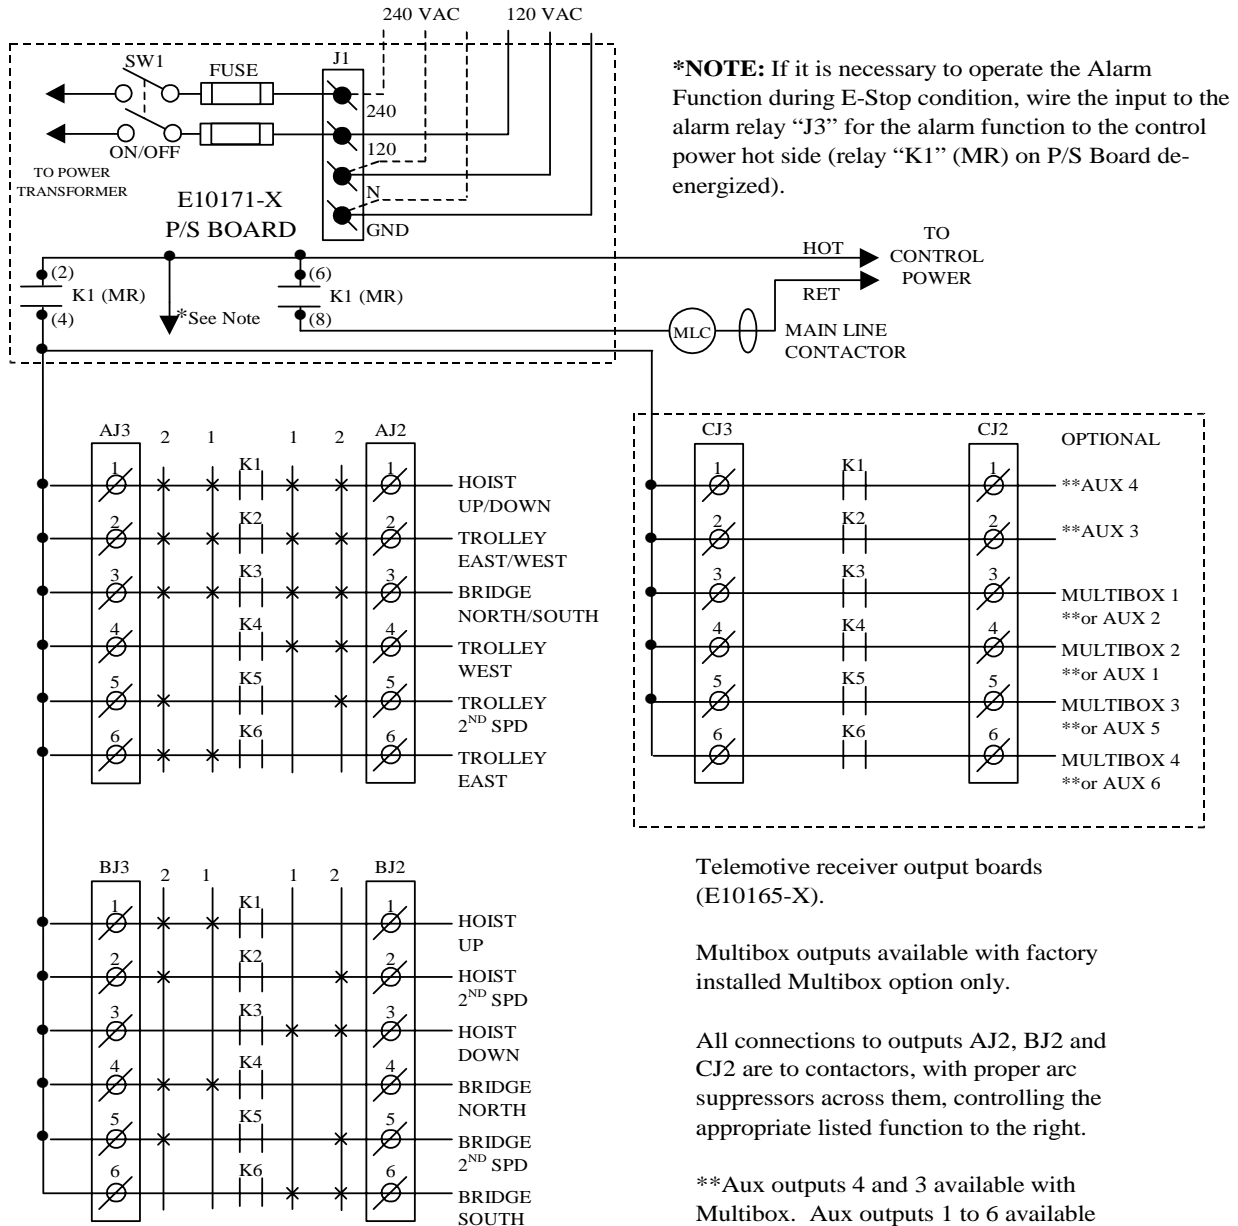 240 VAC 120 VAC
SW1 FUSE J1
240
120
N
GND
ON/OFF
TO POWER
TRANSFORMER
E10171-X
P/S BOARD
*NOTE: If it is necessary to operate the Alarm
Function during E-Stop condition, wire the input to the
alarm relay “J3” for the alarm function to the control
power hot side (relay “K1” (MR) on P/S Board de-
energized).
(2)
K1 (MR)
(4)
*See Note
(6)
K1 (MR)
(8)
HOT
RET
TO
CONTROL
POWER
MLC
MAIN LINE
CONTACTOR
AJ3 2 1 1 2 AJ2
1 K1 1 HOIST
UP/DOWN
2 K2 2 TROLLEY
EAST/WEST
3 K3 3 BRIDGE
NORTH/SOUTH
4 K4 4 TROLLEY
WEST
5 K5 5 TROLLEY
2ND SPD
6 K6 6 TROLLEY
EAST
CJ3 CJ2 OPTIONAL
1 K1 1 **AUX 4
2 K2 2 **AUX 3
3 K3 3 MULTIBOX 1
**or AUX 2
4 K4 4 MULTIBOX 2
**or AUX 1
5 K5 5 MULTIBOX 3
**or AUX 5
6 K6 6 MULTIBOX 4
**or AUX 6
BJ3 2 1 1 2 BJ2
1 K1 1 HOIST
UP
2 K2 2 HOIST
2ND SPD
3 K3 3 HOIST
DOWN
4 K4 4 BRIDGE
NORTH
5 K5 5 BRIDGE
2ND SPD
6 K6 6 BRIDGE
SOUTH
Telemotive receiver output boards
(E10165-X).
Multibox outputs available with factory
installed Multibox option only.
All connections to outputs AJ2, BJ2 and
CJ2 are to contactors, with proper arc
suppressors across them, controlling the
appropriate listed function to the right.
**Aux outputs 4 and 3 available with
Multibox. Aux outputs 1 to 6 available